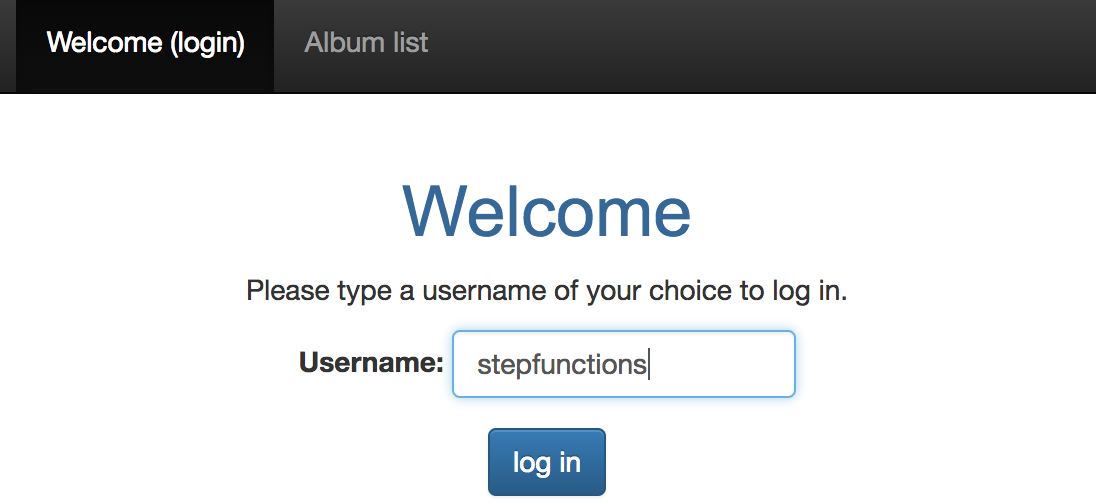 Welcome (login) Album list
Welcome
Please type a username of your choice to log in.
Username: stepfunctions
log in